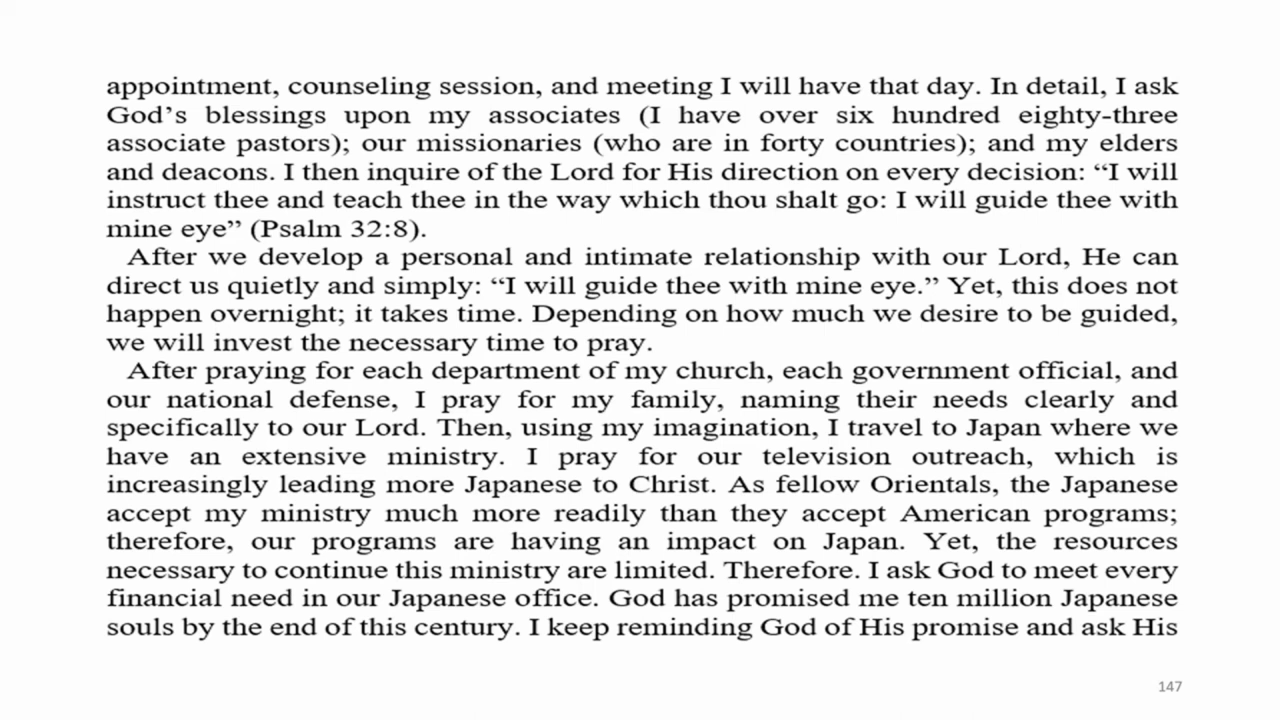 appointment, counseling session, and meeting I will have that day. In detail, I ask
God’s blessings upon my associates (I have over six hundred eighty-three
associate pastors); our missionaries (who are in forty countries); and my elders
and deacons. I then inquire of the Lord for His direction on every decision: “I will
instruct thee and teach thee in the way which thou shalt go: I will guide thee with
mine eye” (Psalm 32:8).
After we develop a personal and intimate relationship with our Lord, He can
direct us quietly and simply: “I will guide thee with mine eye.” Yet, this does not
happen overnight; it takes time. Depending on how much we desire to be guided,
we will invest the necessary time to pray.
After praying for each department of my church, each government official, and
our national defense, I pray for my family, naming their needs clearly and
specifically to our Lord. Then, using my imagination, I travel to Japan where we
have an extensive ministry. I pray for our television outreach, which is
increasingly leading more Japanese to Christ. As fellow Orientals, the Japanese
accept my ministry much more readily than they accept American programs;
therefore, our programs are having an impact on Japan. Yet, the resources
necessary to continue this ministry are limited. Therefore. I ask God to meet every
financial need in our Japanese office. God has promised me ten million Japanese
souls by the end of this century. I keep reminding God of His promise and ask His
147